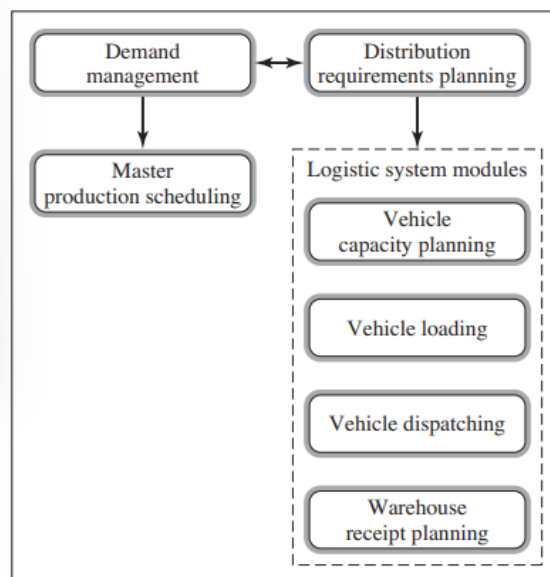 Demand
management
Distribution
requirements planning
Master
production scheduling
Logistic system modules
Vehicle
capacity planning
Vehicle loading
Vehicle dispatching
Warehouse
receipt planning